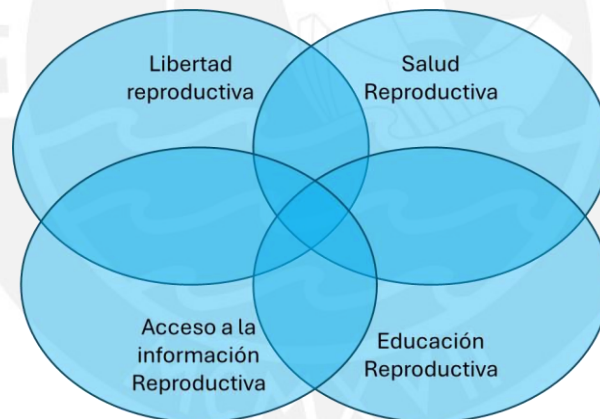 Libertad
reproductiva
Salud
Reproductiva
Acceso a la
información
Reproductiva
Educación
Reproductiva